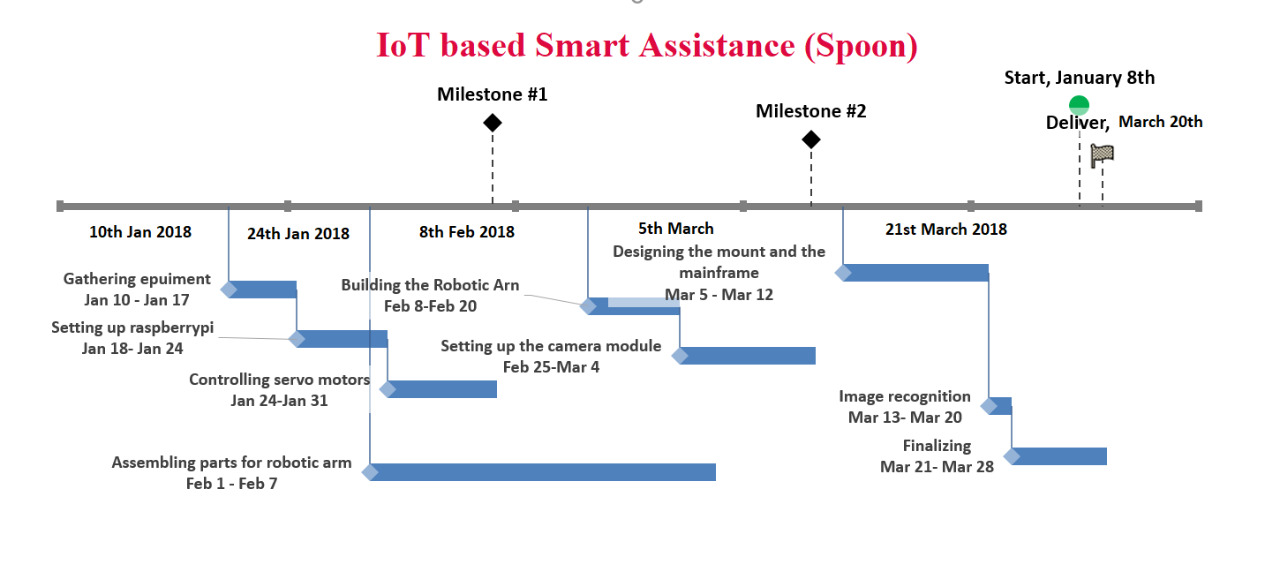 IoT based Smart Assistance (Spoon)
Start, January 8th
Milestone #1
Milestone #2
Deliver, March 20th
10th Jan 2018
24th Jan 2018
8th Feb 2018
5th March
21st March 2018
Designing the mount and the
mainframe
Mar 5 - Mar 12
Gathering epuiment
Jan 10 - Jan 17
Building the Robotic Arn
Feb 8-Feb 20
Setting up raspberrypi
Jan 18- Jan 24
Setting up the camera module
Feb 25-Mar 4
Controlling servo motors
Jan 24-Jan 31
Image recognition
Mar 13- Mar 20
Finalizing
Mar 21- Mar 28
Assembling parts for robotic arm
Feb 1 - Feb 7